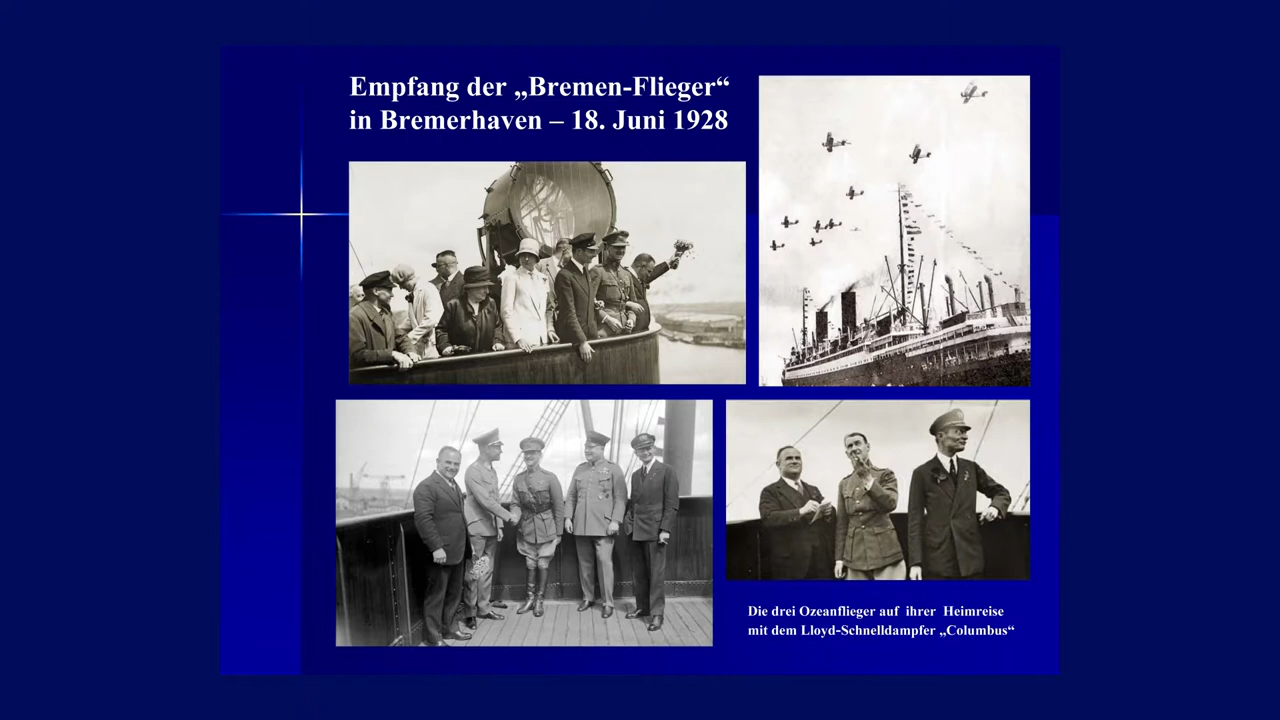 Empfang der „Bremen-Flieger“
in Bremerhaven – 18. Juni 1928
Die drei Ozeanflieger auf ihrer Heimreise
mit dem Lloyd-Schnelldampfer „Columbus“